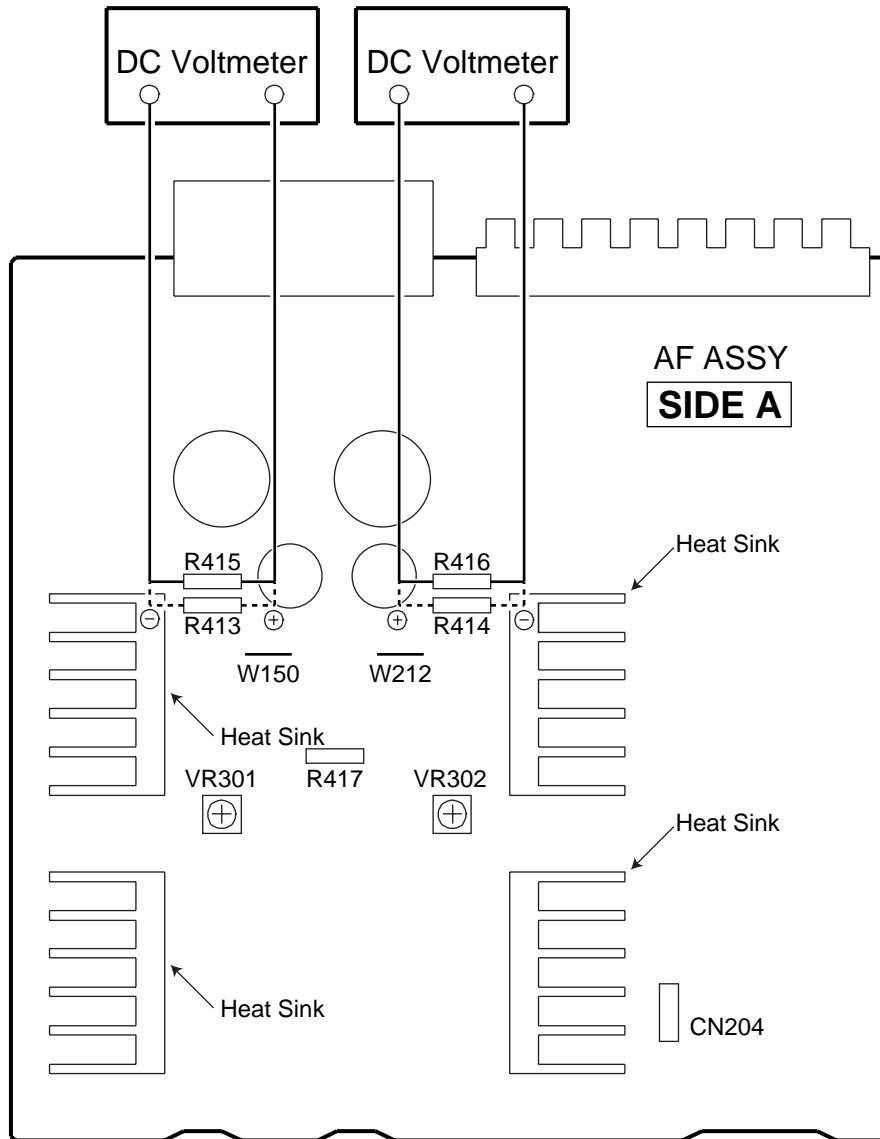 DC Voltmeter
DC Voltmeter
AF ASSY
SIDE A
Heat Sink
R415
R416
R413
R414
W150
W212
Heat Sink
VR301
R417
VR302
Heat Sink
Heat Sink
CN204